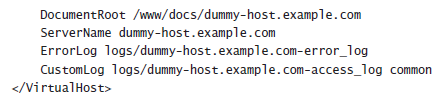 DocumentRoot /www/docs/dummy-host.example.com
ServerName dummy-host.example.com
ErrorLog logs/dummy-host.example.com-error_log
CustomLog logs/dummy-host.example.com-access_log common
</VirtualHost>